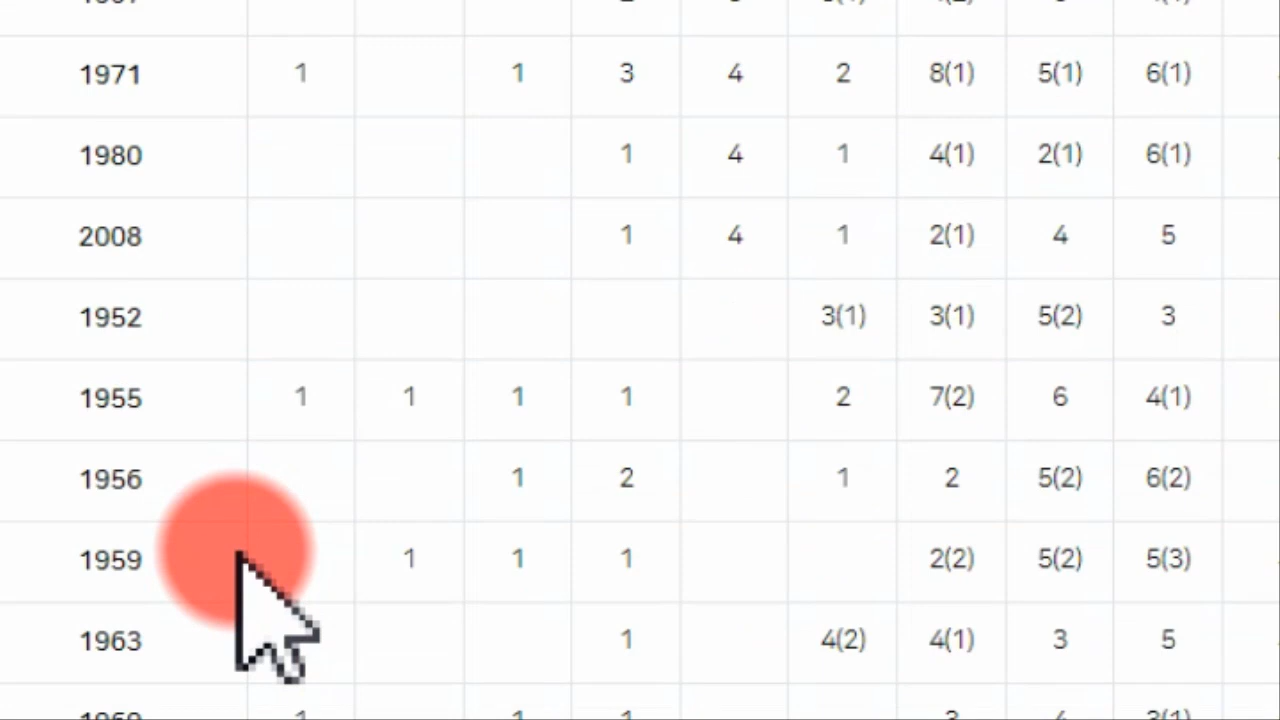 1971 1 1 3 4 2 8(1) 5(1) 6(1)
1980 1 4 1 4(1) 2(1) 6(1)
2008 1 4 1 2(1) 4 5
1952 3(1) 3(1) 5(2) 3
1955 1 1 1 1 2 7(2) 6 4(1)
1956 1 2 1 2 5(2) 6(2)
1959 1 1 1 2(2) 5(2) 5(3)
1963 1 4(2) 4(1) 3 5